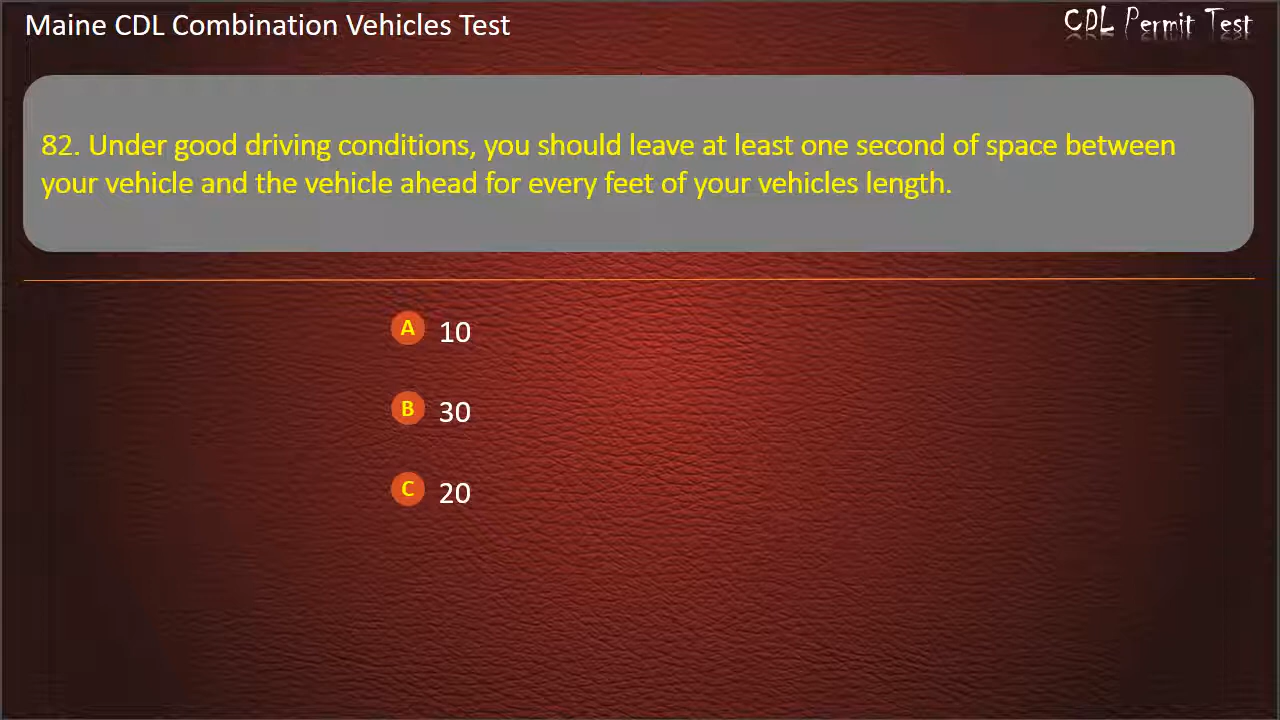 Maine CDL Combination Vehicles Test
CDL Permit Test
82. Under good driving conditions, you should leave at least one second of space between
your vehicle and the vehicle ahead for every feet of your vehicles length.
A 10
B 30
C 20